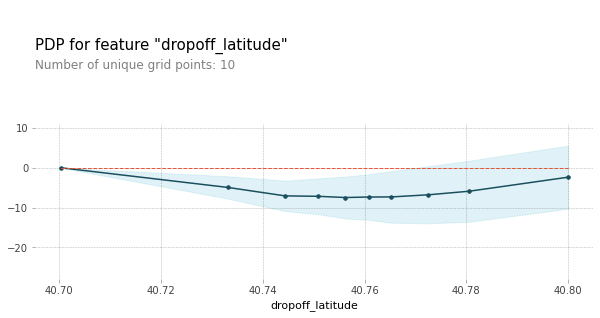 PDP for feature "dropoff_latitude"
Number of unique grid points: 10
10
0
−10
−20
40.70 40.72 40.74 40.76 40.78 40.80
dropoff_latitude